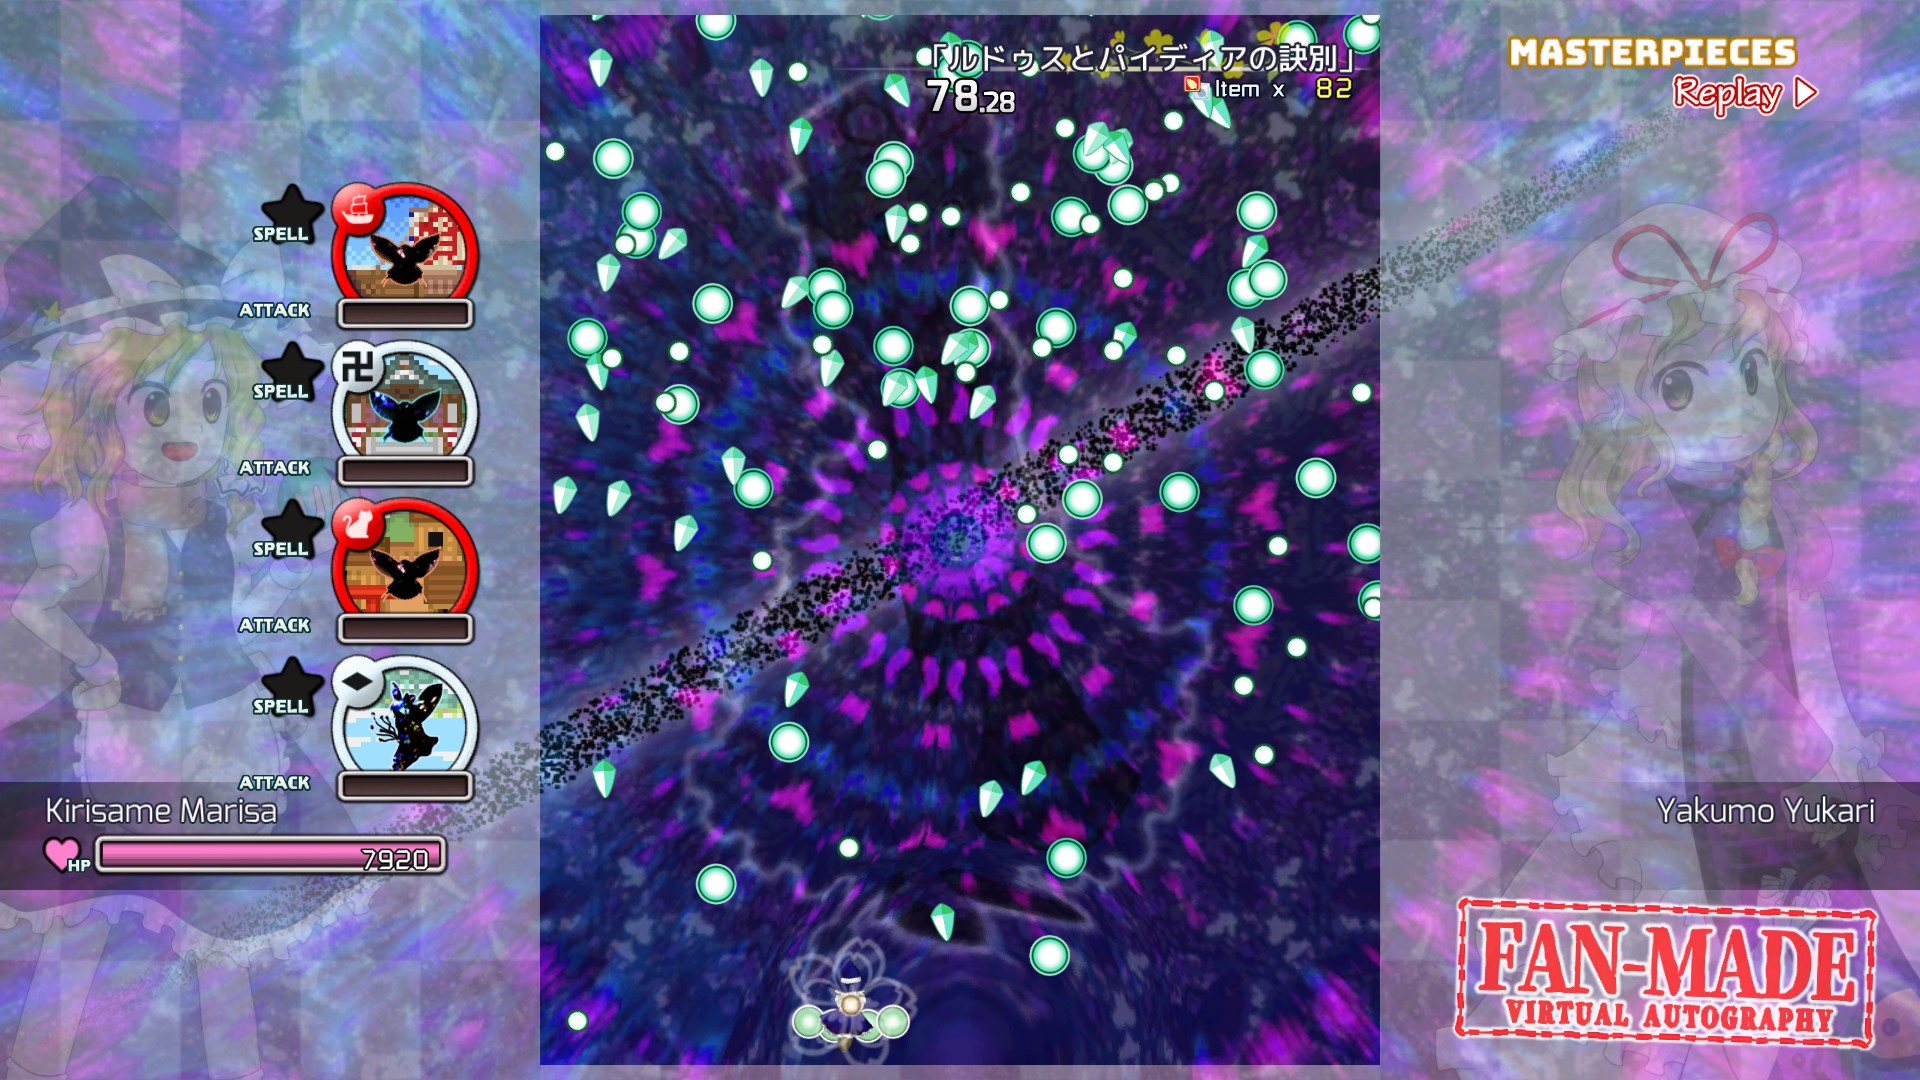 「ルドゥスとパイディアの訣別」
78.28
Item x 82
MASTERPIECES
Replay
SPELL
ATTACK
卍
SPELL
ATTACK
SPELL
ATTACK
SPELL
ATTACK
Kirisame Marisa
HP 7920
Yakumo Yukari
FAN-MADE
VIRTUAL AUTOGRAPHY